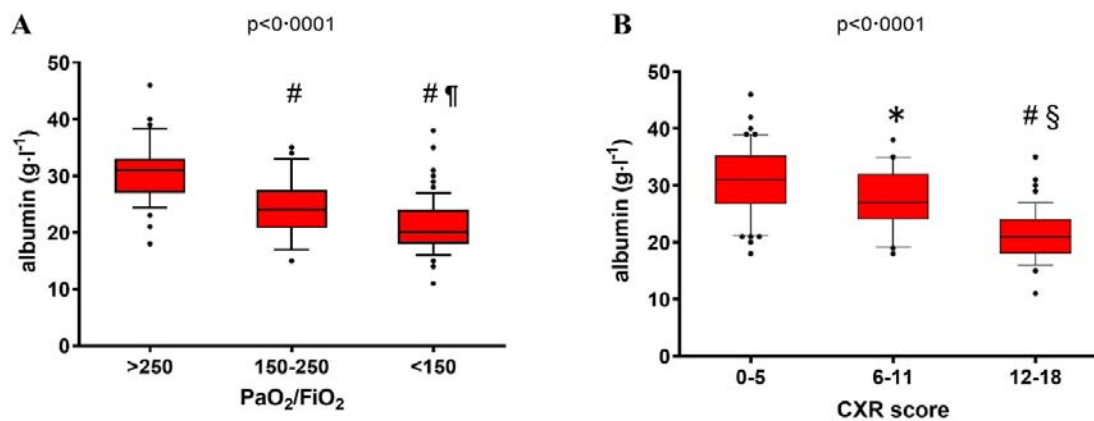 A
p<0·0001
50
40
30
20
10
0
albumin (g·l⁻¹)
#
# ¶
>250
150-250
<150
PaO₂/FiO₂
B
p<0·0001
50
40
30
20
10
0
albumin (g·l⁻¹)
*
# §
0-5
6-11
12-18
CXR score